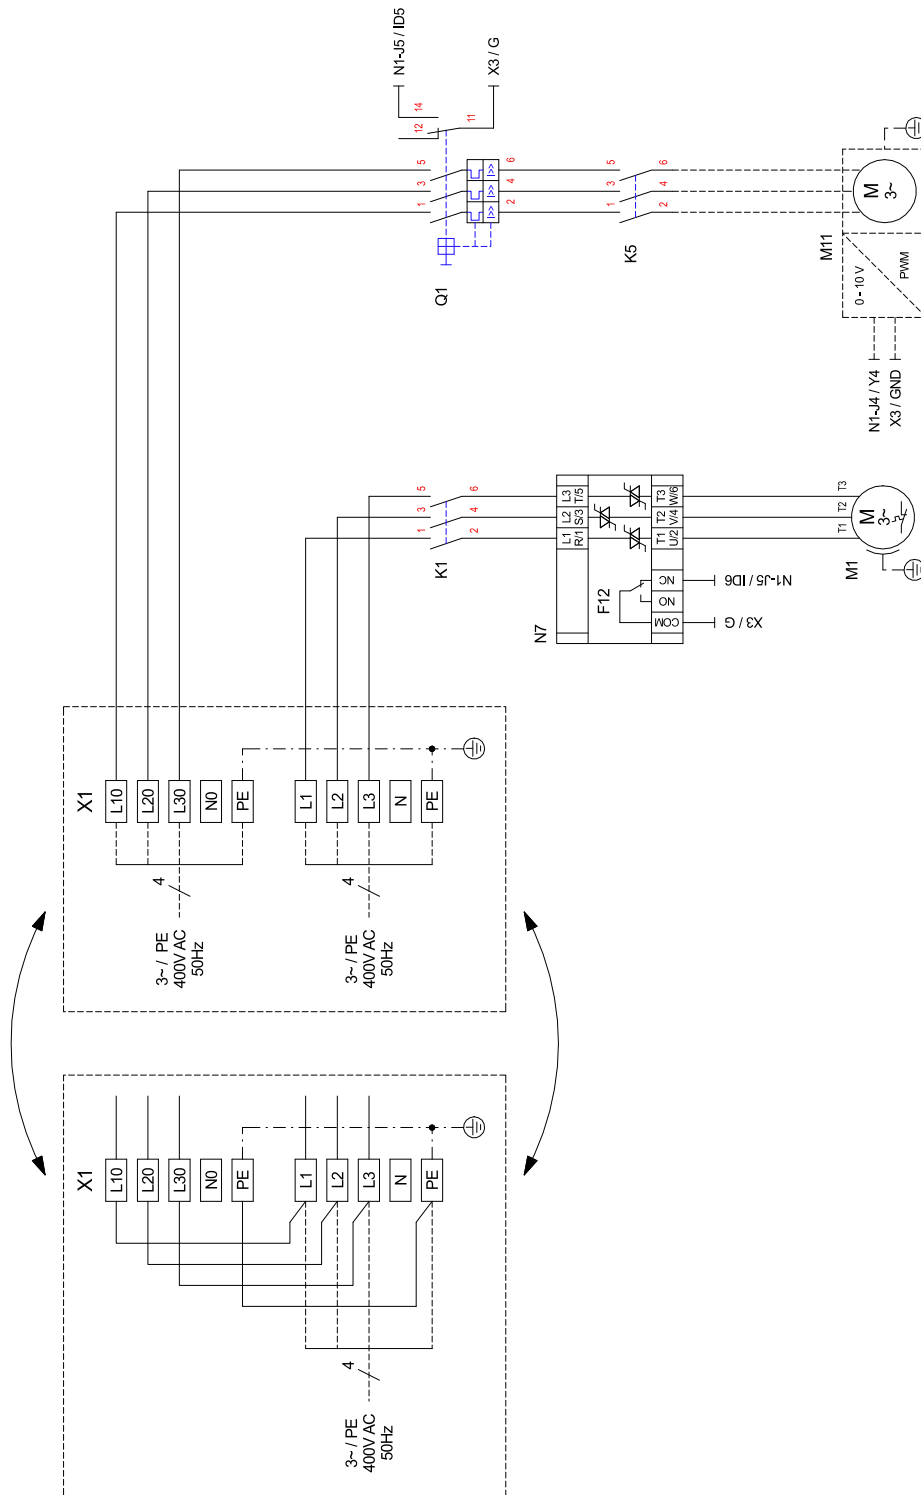 N1-J5 / ID5
X3 / G
14
12
11
5
3
1
6
4
2
Q1
5
3
1
6
4
2
K5
M
3~
M11
0 - 10 V
PWM
N1-J4 / Y4
X3 / GND
5
3
1
6
4
2
K1
L3
T/5
L2
S/3
L1
R/1
T3
W/6
T2
V/4
T1
U/2
F12
NC
NO
COM
N7
N1-J5 / ID6
X3 / G
T3
T2
T1
M
3~
M1
X1
L10
L20
L30
N0
PE
L1
L2
L3
N
PE
4
4
3~ / PE
400V AC
50Hz
3~ / PE
400V AC
50Hz
X1
L10
L20
L30
N0
PE
L1
L2
L3
N
PE
4
3~ / PE
400V AC
50Hz